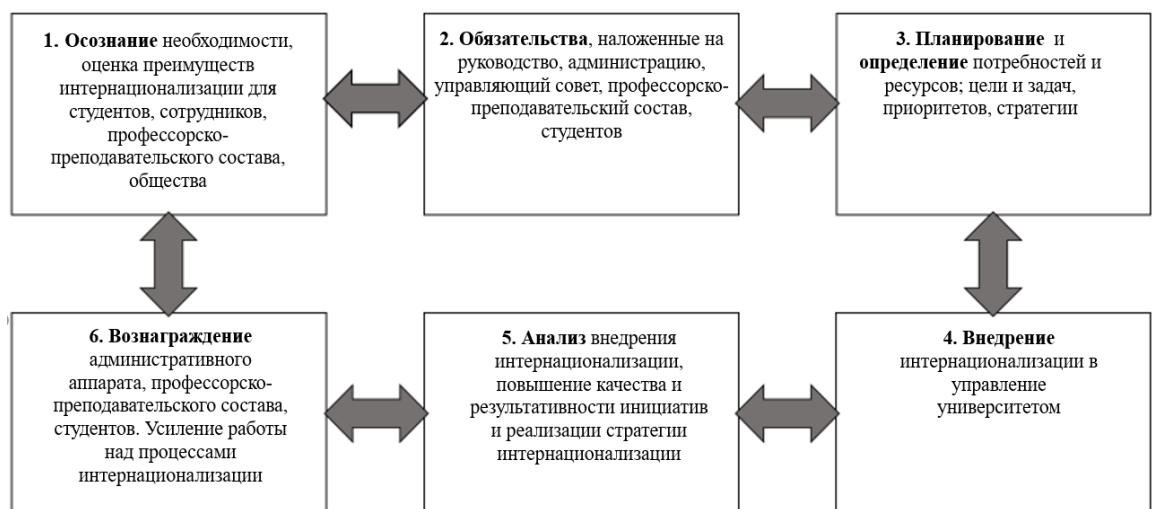 1. Осознание необходимости,
оценка преимуществ
интернационализации для
студентов, сотрудников,
профессорско-
преподавательского состава,
общества
2. Обязательства, наложенные на
руководство, администрацию,
управляющий совет, профессорско-
преподавательский состав,
студентов
3. Планирование и
определение потребностей и
ресурсов; цели и задач,
приоритетов, стратегии
6. Вознаграждение
административного
аппарата, профессорско-
преподавательского состава,
студентов. Усиление работы
над процессами
интернационализации
5. Анализ внедрения
интернационализации,
повышение качества и
результативности инициатив
и реализации стратегии
интернационализации
4. Внедрение
интернационализации в
управление
университетом